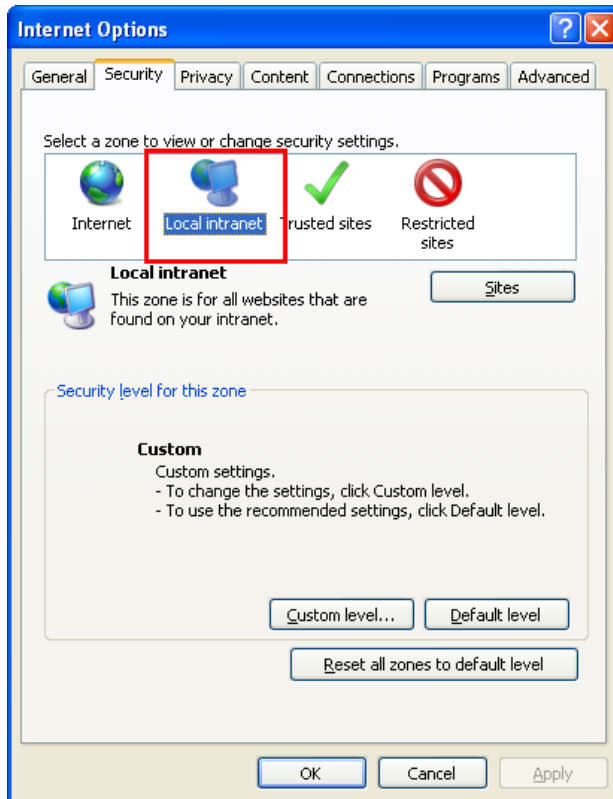 Internet Options
General Security Privacy Content Connections Programs Advanced
Select a zone to view or change security settings.
Internet Local intranet Trusted sites Restricted
sites
Local intranet
Sites
This zone is for all websites that are
found on your intranet.
Security level for this zone
Custom
Custom settings.
- To change the settings, click Custom level.
- To use the recommended settings, click Default level.
Custom level... Default level
Reset all zones to default level
OK Cancel Apply